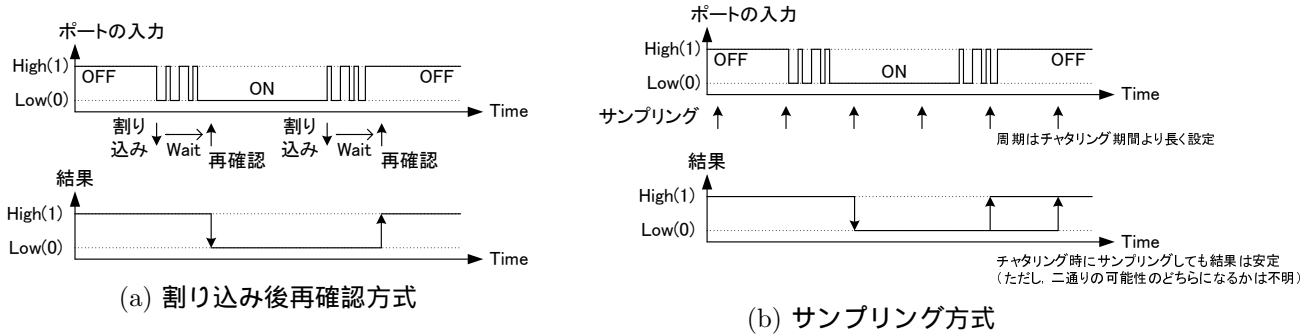 ポートの入力
High(1)
OFF
ON
OFF
Low(0)
Time
割り
込み
Wait
再確認
割り
込み
Wait
再確認
結果
High(1)
Low(0)
Time
(a) 割り込み後再確認方式
ポートの入力
High(1)
OFF
ON
OFF
Low(0)
Time
サンプリング
周期はチャタリング期間より長く設定
結果
High(1)
Low(0)
Time
チャタリング時にサンプリングしても結果は安定
(ただし, 二通りの可能性のどちらになるかは不明)
(b) サンプリング方式